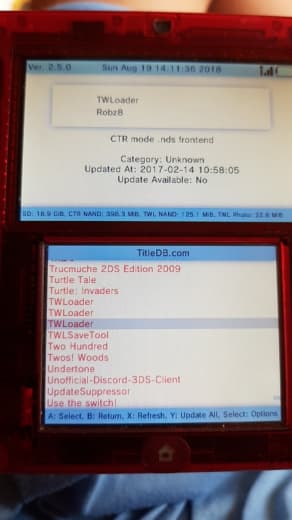 Ver. 2.5.0 Sun Aug 19 14:11:36 2018
TWLoader
Robz8
CTR mode .nds frontend
Category: Unknown
Updated At: 2017-02-14 10:58:05
Update Available: No
SD: 16.9 GiB, CTR NAND: 396.3 MiB, TWL NAND: 125.1 MiB, TWL Photo: 22.8 MiB
TitleDB.com
Trucmuche 2DS Edition 2009
Turtle Tale
Turtle: Invaders
TWLoader
TWLoader
TWLoader
TWLSaveTool
Two Hundred
Twos! Woods
Undertone
Unofficial-Discord-3DS-Client
UpdateSuppressor
Use the switch!
A: Select, B: Return, X: Refresh, Y: Update All, Select: Options